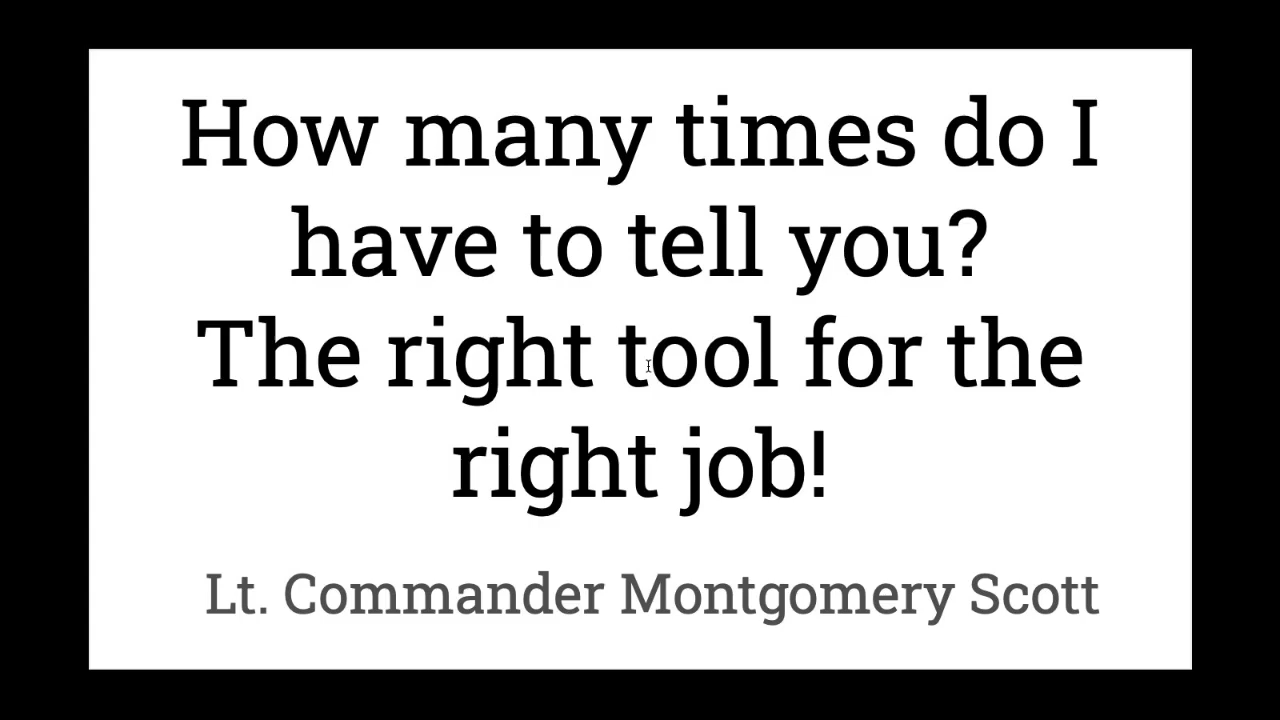 How many times do I
have to tell you?
The right tool for the
right job!
Lt. Commander Montgomery Scott